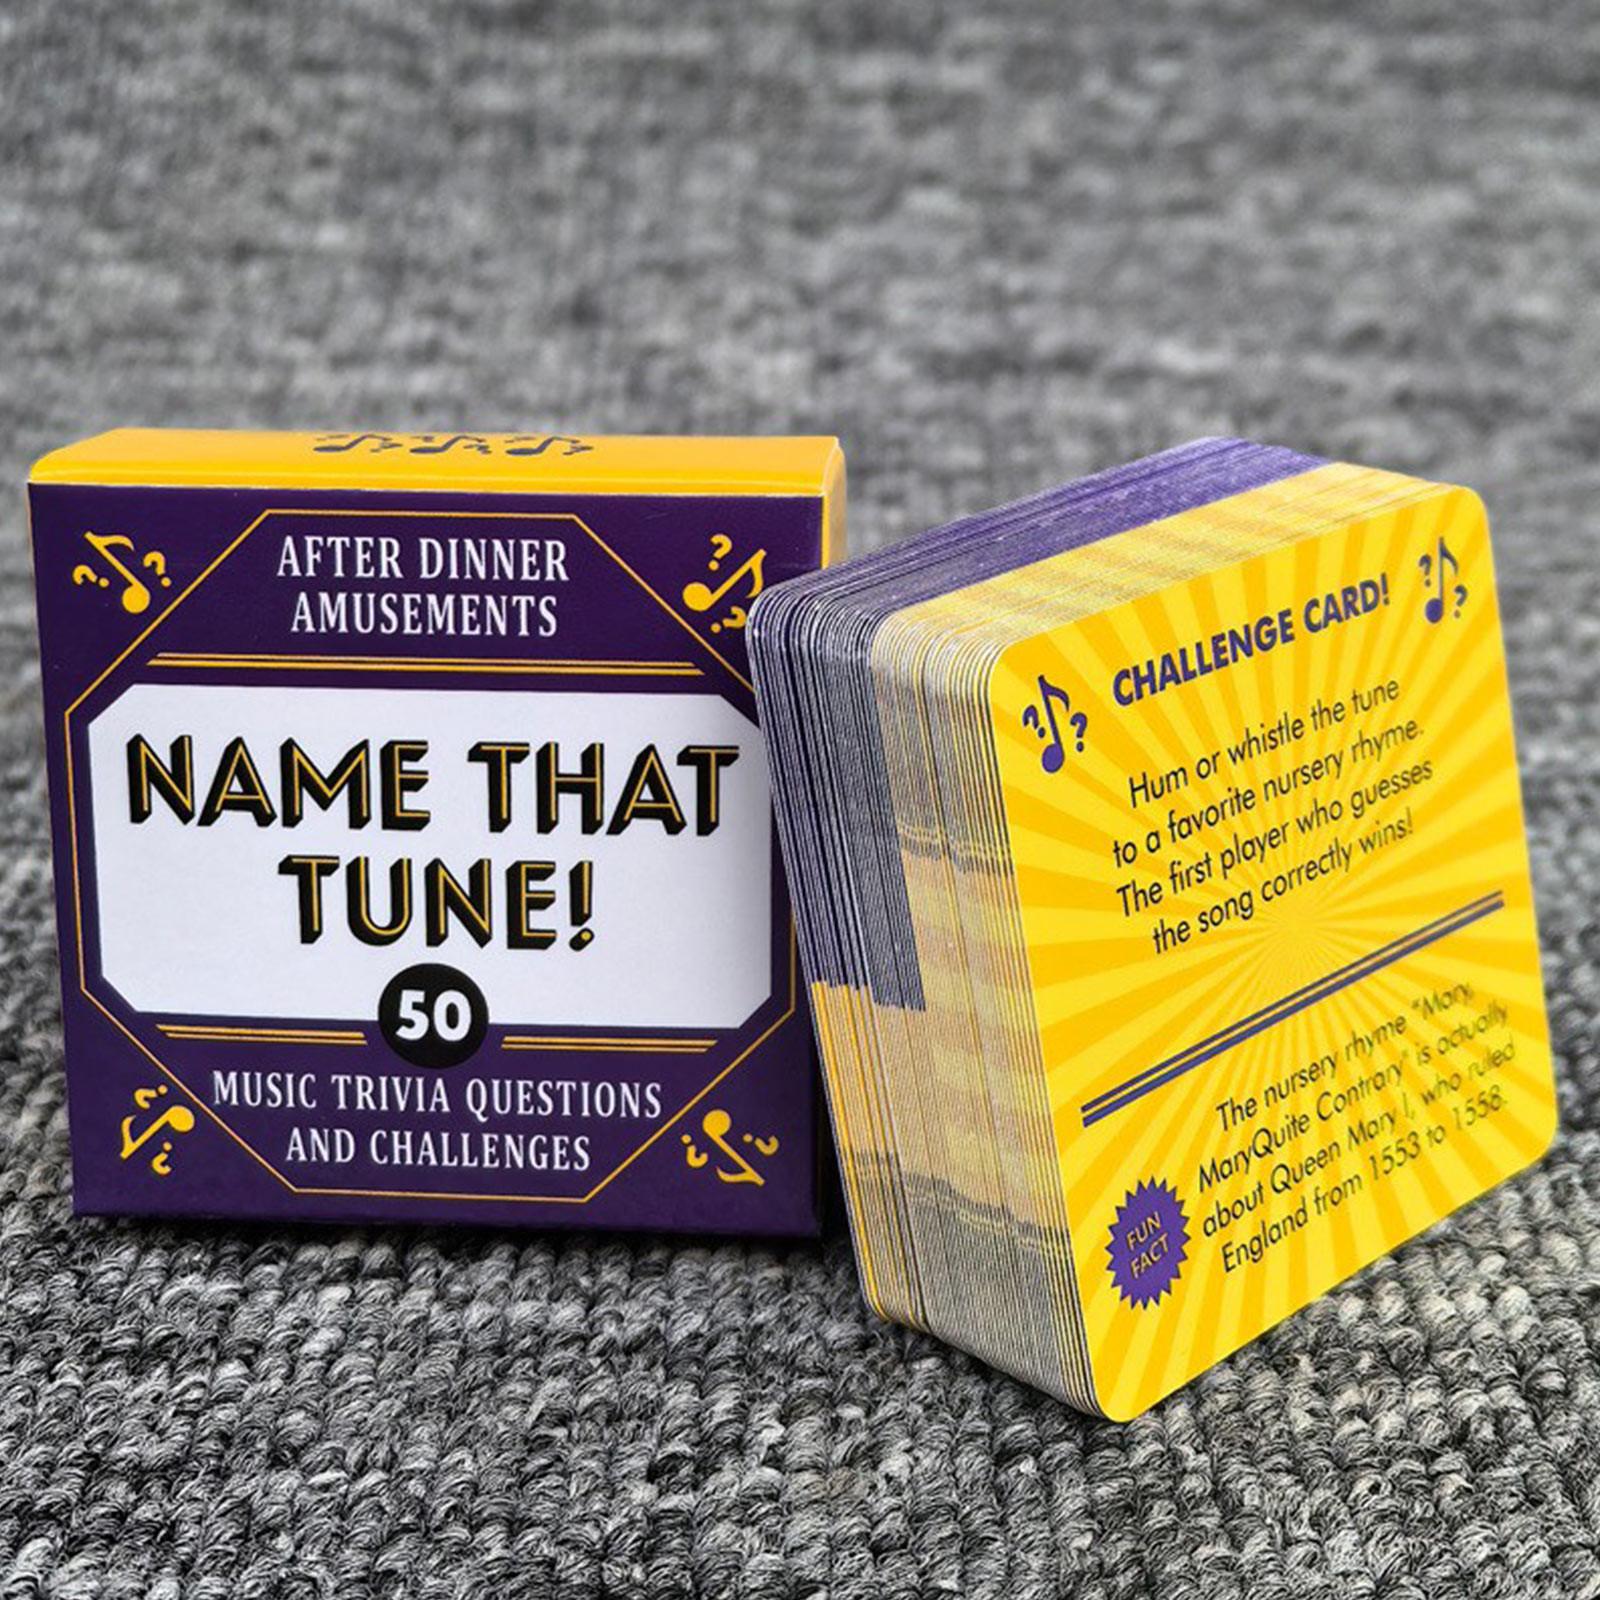 AFTER DINNER
AMUSEMENTS
NAME THAT
TUNE!
50
MUSIC TRIVIA QUESTIONS
AND CHALLENGES
CHALLENGE CARD!
Hum or whistle the tune
to a favorite nursery rhyme.
The first player who guesses
the song correctly wins!
The nursery rhyme "Mary,
MaryQuite Contrary" is actually
about Queen Mary I, who ruled
England from 1553 to 1558.
FUN
FACT